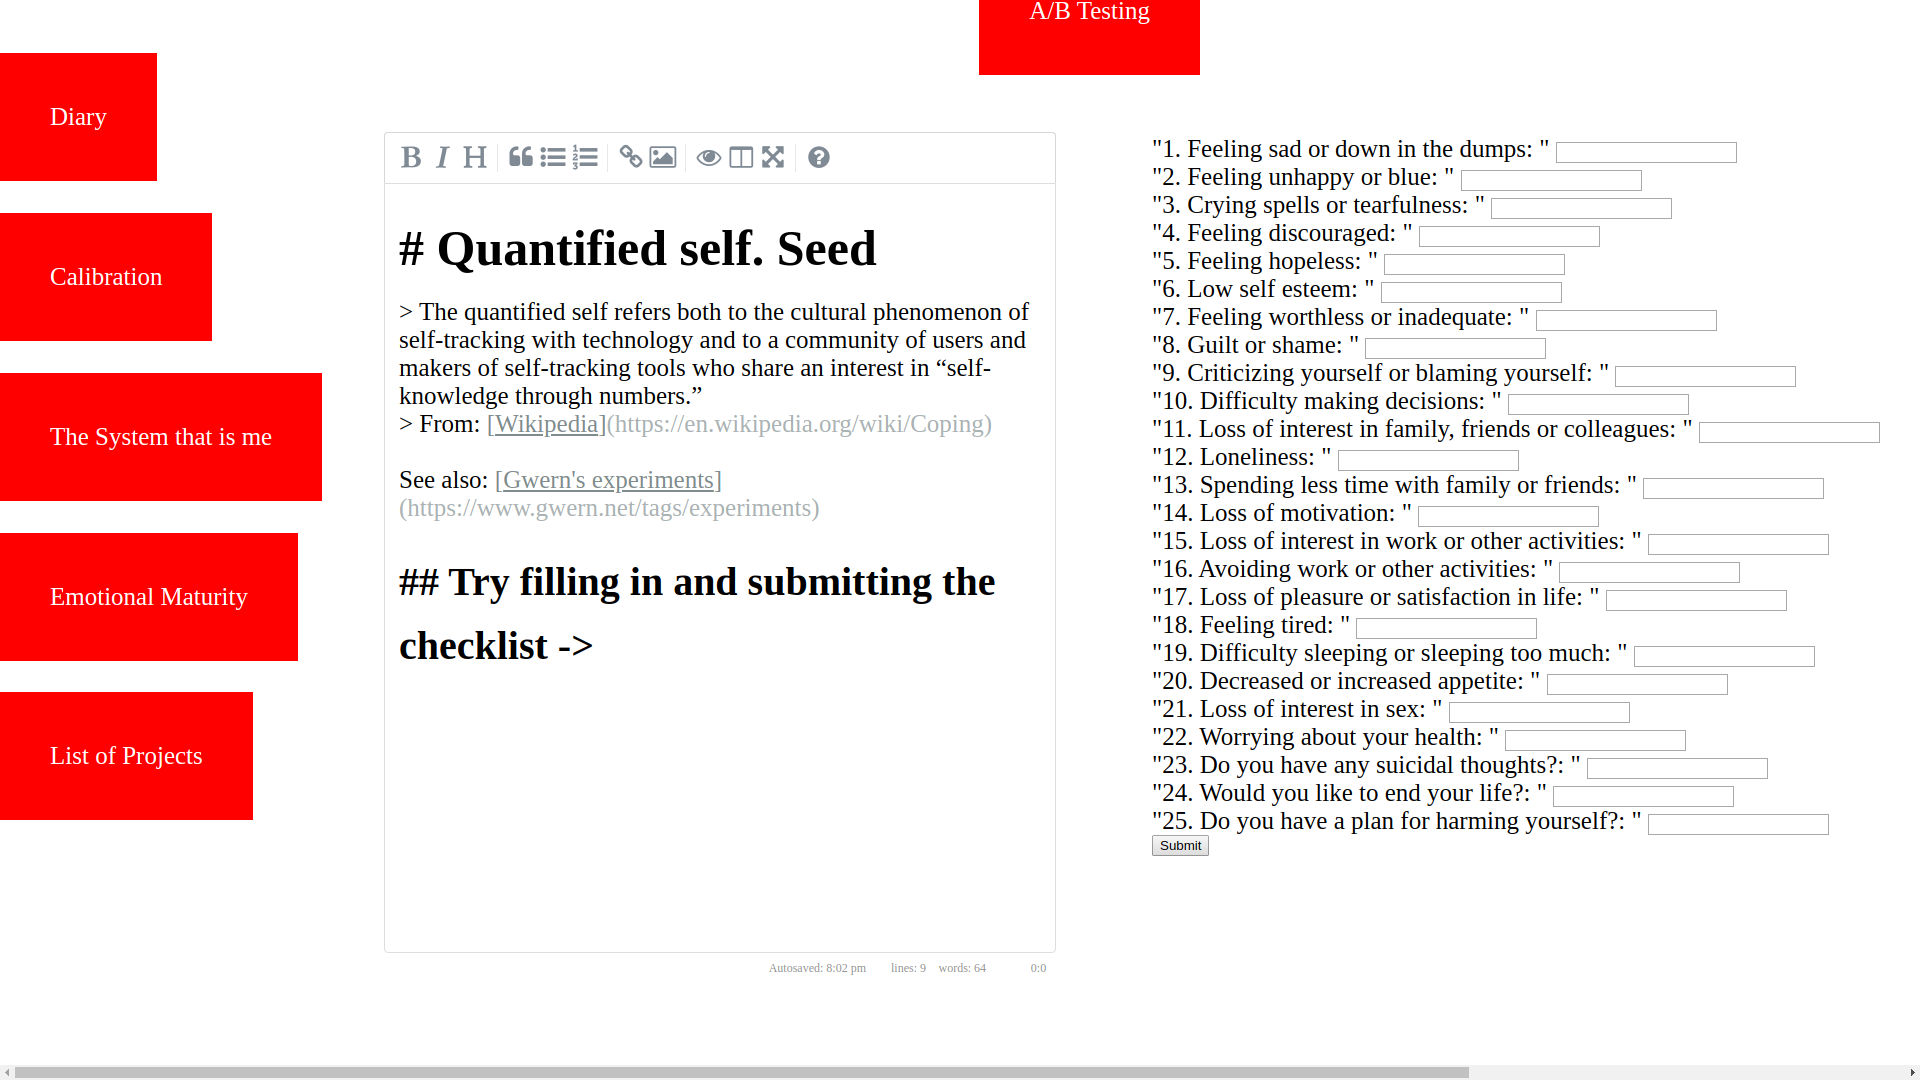 A/B Testing
Diary
Calibration
The System that is me
Emotional Maturity
List of Projects
B I H
# Quantified self. Seed
> The quantified self refers both to the cultural phenomenon of
self-tracking with technology and to a community of users and
makers of self-tracking tools who share an interest in “self-
knowledge through numbers.”
> From: [Wikipedia](https://en.wikipedia.org/wiki/Coping)
See also: [Gwern's experiments]
(https://www.gwern.net/tags/experiments)
## Try filling in and submitting the
checklist ->
Autosaved: 8:02 pm lines: 9 words: 64 0:0
"1. Feeling sad or down in the dumps: "
"2. Feeling unhappy or blue: "
"3. Crying spells or tearfulness: "
"4. Feeling discouraged: "
"5. Feeling hopeless: "
"6. Low self esteem: "
"7. Feeling worthless or inadequate: "
"8. Guilt or shame: "
"9. Criticizing yourself or blaming yourself: "
"10. Difficulty making decisions: "
"11. Loss of interest in family, friends or colleagues: "
"12. Loneliness: "
"13. Spending less time with family or friends: "
"14. Loss of motivation: "
"15. Loss of interest in work or other activities: "
"16. Avoiding work or other activities: "
"17. Loss of pleasure or satisfaction in life: "
"18. Feeling tired: "
"19. Difficulty sleeping or sleeping too much: "
"20. Decreased or increased appetite: "
"21. Loss of interest in sex: "
"22. Worrying about your health: "
"23. Do you have any suicidal thoughts?: "
"24. Would you like to end your life?: "
"25. Do you have a plan for harming yourself?: "
Submit